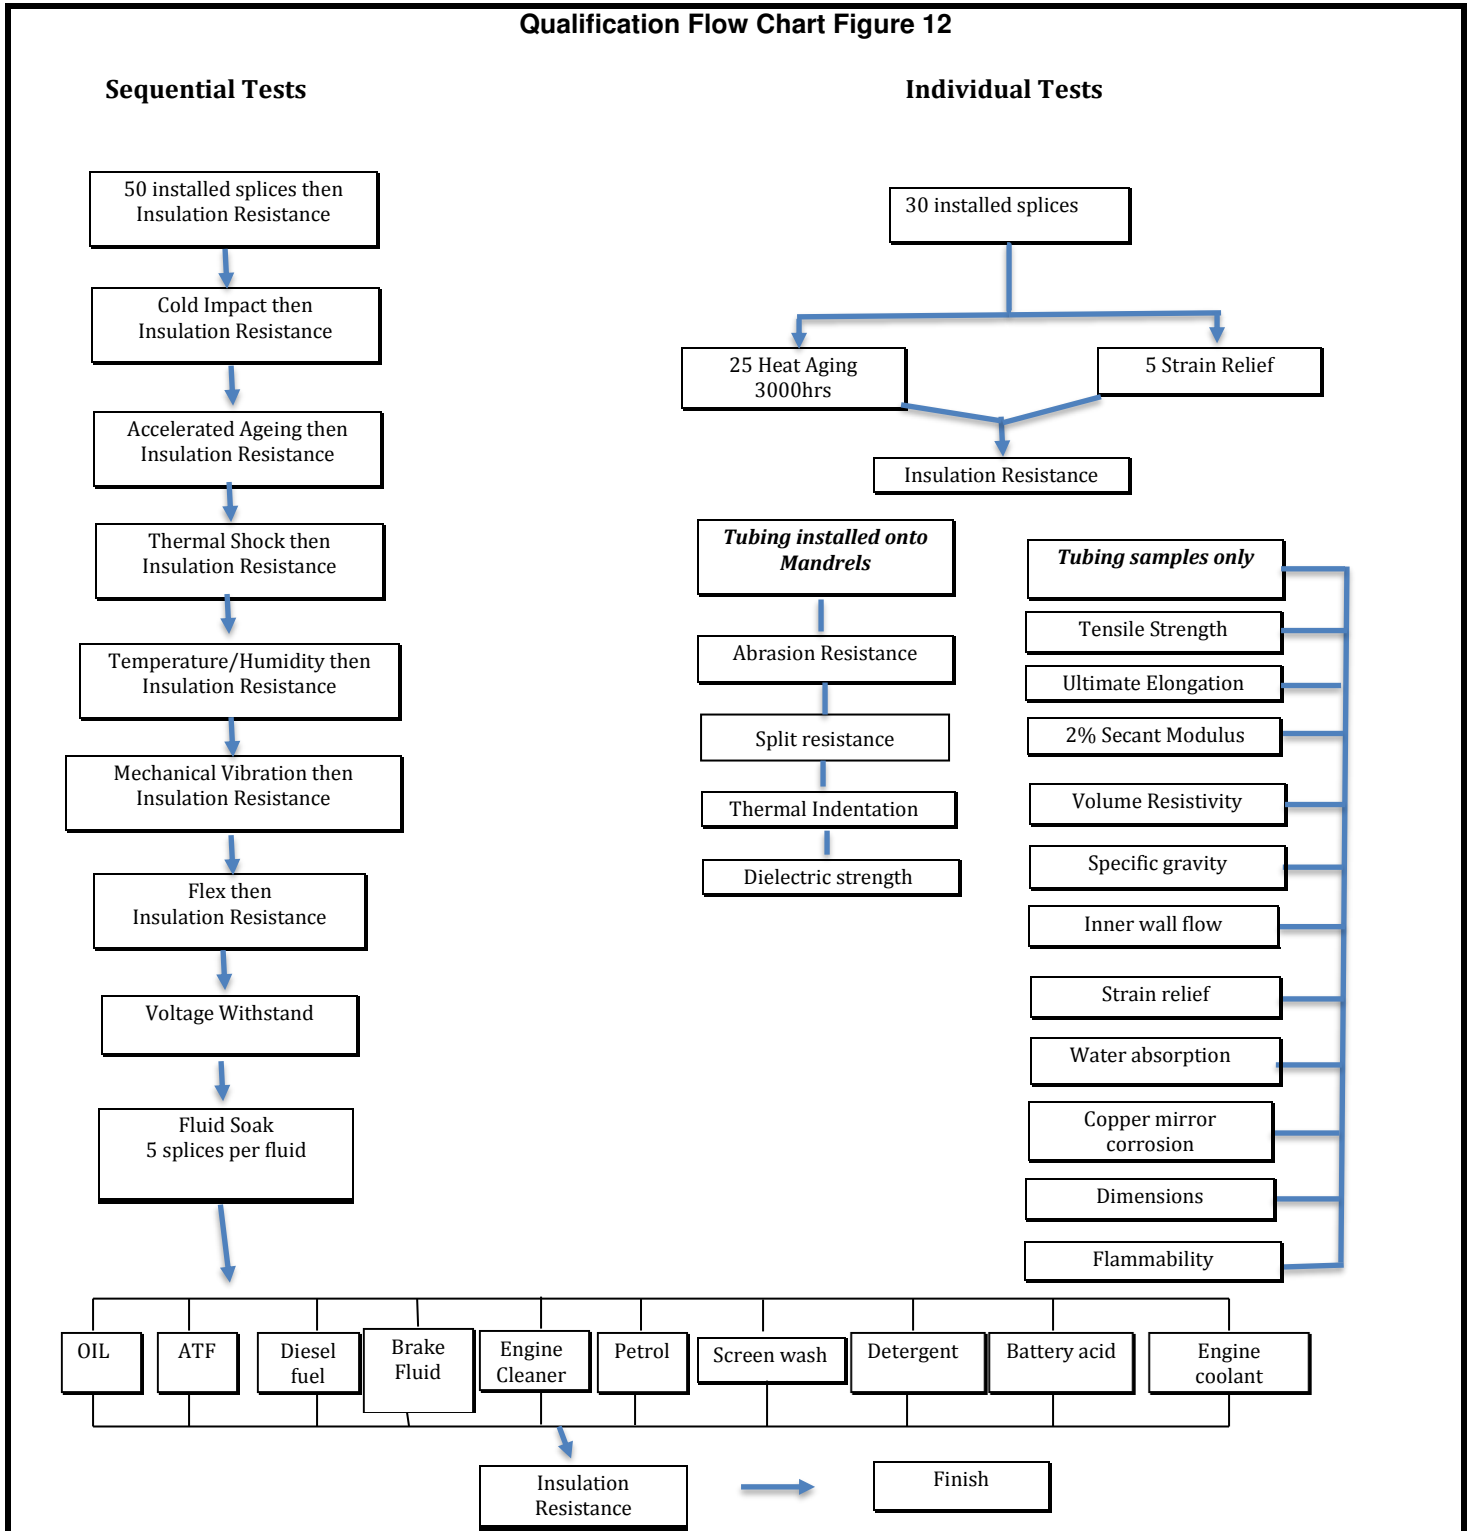 Qualification Flow Chart Figure 12
Sequential Tests
50 installed splices then
Insulation Resistance
Cold Impact then
Insulation Resistance
Accelerated Ageing then
Insulation Resistance
Thermal Shock then
Insulation Resistance
Temperature/Humidity then
Insulation Resistance
Mechanical Vibration then
Insulation Resistance
Flex then
Insulation Resistance
Voltage Withstand
Fluid Soak
5 splices per fluid
OIL
ATF
Diesel
fuel
Brake
Fluid
Engine
Cleaner
Petrol
Screen wash
Detergent
Battery acid
Engine
coolant
Insulation
Resistance
Finish
Individual Tests
30 installed splices
25 Heat Aging
3000hrs
5 Strain Relief
Insulation Resistance
Tubing installed onto
Mandrels
Abrasion Resistance
Split resistance
Thermal Indentation
Dielectric strength
Tubing samples only
Tensile Strength
Ultimate Elongation
2% Secant Modulus
Volume Resistivity
Specific gravity
Inner wall flow
Strain relief
Water absorption
Copper mirror
corrosion
Dimensions
Flammability